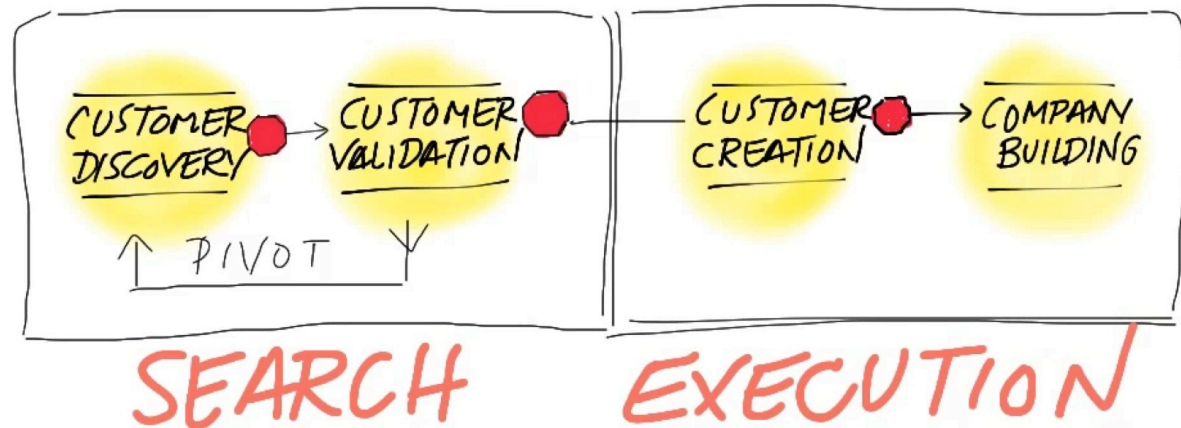 CUSTOMER
DISCOVERY
CUSTOMER
VALIDATION
CUSTOMER
CREATION
COMPANY
BUILDING
PIVOT
SEARCH
EXECUTION